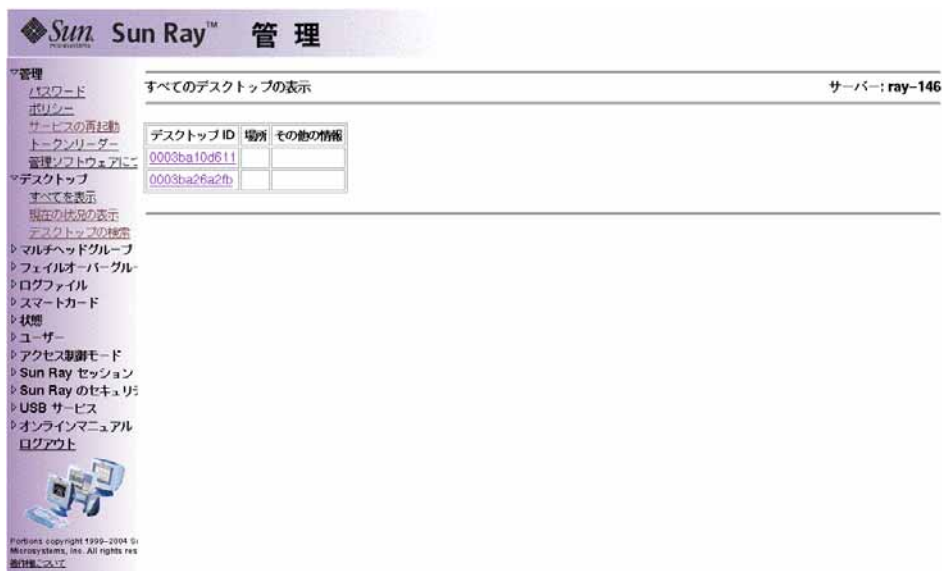 Sun
microsystems
Sun Ray™ 管 理
▽管理
パスワード
ポリシー
サービスの再起動
トークンリーダー
管理ソフトウェアにつ
▽デスクトップ
すべてを表示
現在の状況の表示
デスクトップの検索
▷マルチヘッドグループ
▷フェイルオーバーグルー
▷ログファイル
▷スマートカード
▷状態
▷ユーザー
▷アクセス制御モード
▷Sun Ray セッション
▷Sun Ray のセキュリテ
▷USB サービス
▷オンラインマニュアル
ログアウト
Portions copyright 1999-2004 Su
Microsystems, Inc. All rights res
著作権について
すべてのデスクトップの表示
サーバー: ray-146
デスクトップ ID 場所 その他の情報
0003ba10d611
0003ba26a2fb